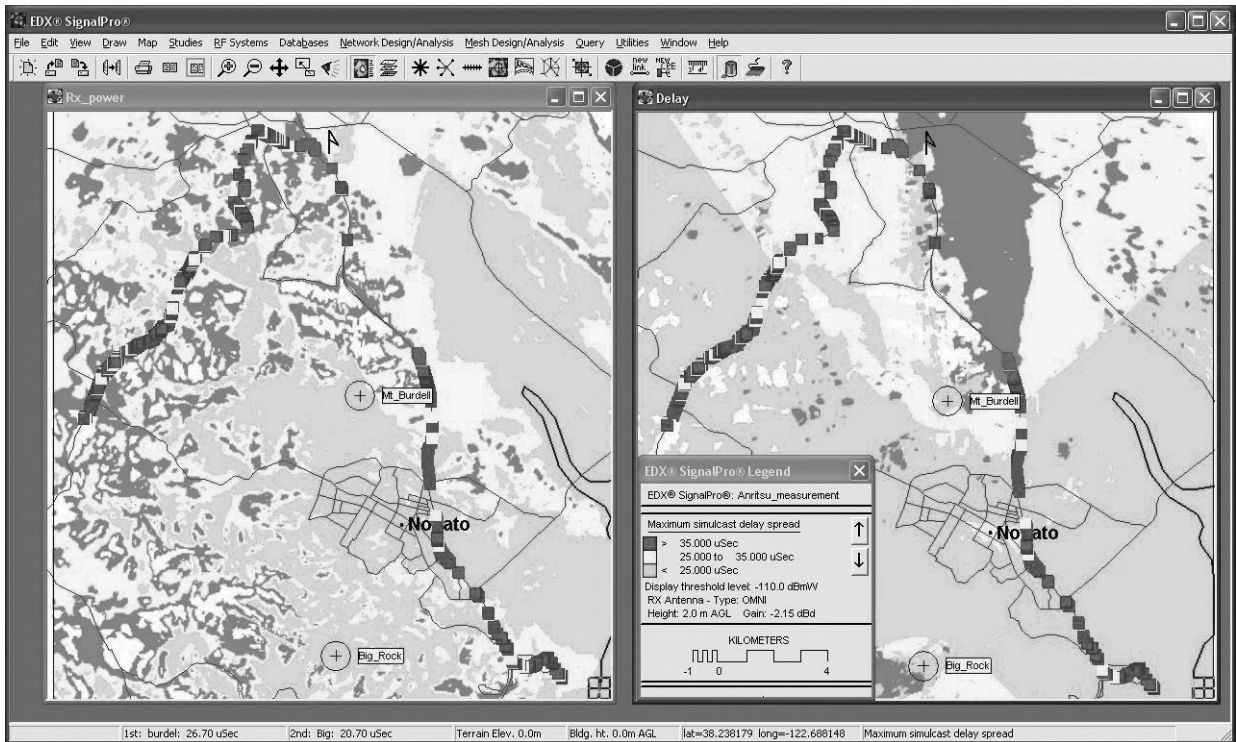 EDX® SignalPro®
File Edit View Draw Map Studies RF Systems Databases Network Design/Analysis Mesh Design/Analysis Query Utilities Window Help
new link
NEW CPE
Rx_power
Mt_Burdell
Novato
Big_Rock
Delay
Mt_Burdell
Novato
Big_Rock
EDX® SignalPro® Legend
EDX® SignalPro®: Anritsu_measurement
Maximum simulcast delay spread
> 35.000 uSec
25.000 to 35.000 uSec
< 25.000 uSec
Display threshold level: -110.0 dBmW
RX Antenna - Type: OMNI
Height: 2.0 m AGL Gain: -2.15 dBd
KILOMETERS
-1 0 4
1st: burdel: 26.70 uSec 2nd: Big: 20.70 uSec Terrain Elev. 0.0m Bldg. ht. 0.0m AGL lat=38.238179 long=-122.688148 Maximum simulcast delay spread